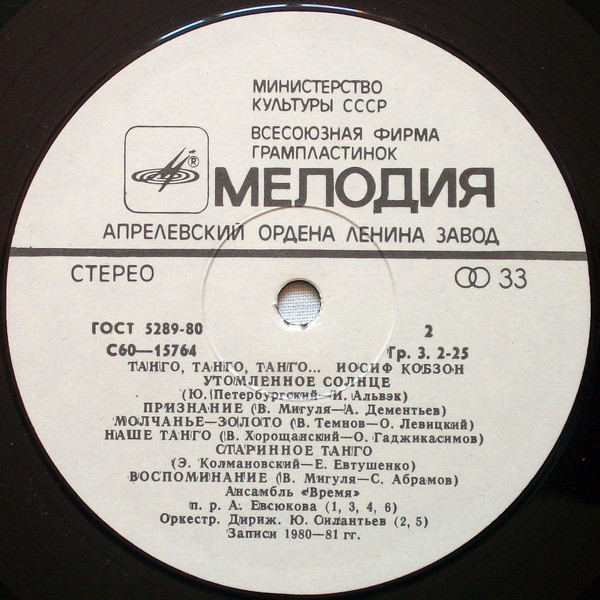 МИНИСТЕРСТВО
КУЛЬТУРЫ СССР
ВСЕСОЮЗНАЯ ФИРМА
ГРАМПЛАСТИНОК
®
МЕЛОДИЯ
АПРЕЛЕВСКИЙ ОРДЕНА ЛЕНИНА ЗАВОД
СТЕРЕО 33
ГОСТ 5289-80 2
С60—15764 Гр. 3. 2-25
ТАНГО, ТАНГО, ТАНГО... ИОСИФ КОБЗОН
УТОМЛЕННОЕ СОЛНЦЕ
(Ю. Петербургский—И. Альвэк)
ПРИЗНАНИЕ (В. Мигуля—А. Дементьев)
МОЛЧАНЬЕ—ЗОЛОТО (В. Темнов—О. Левицкий)
НАШЕ ТАНГО (В. Хорощанский—О. Гаджикасимов)
СТАРИННОЕ ТАНГО
(Э. Колмановский—Е. Евтушенко)
ВОСПОМИНАНИЕ (В. Мигуля—С. Абрамов)
Ансамбль «Время»
п. р. А. Евсюкова (1, 3, 4, 6)
Оркестр. Дириж. Ю. Силантьев (2, 5)
Записи 1980—81 гг.